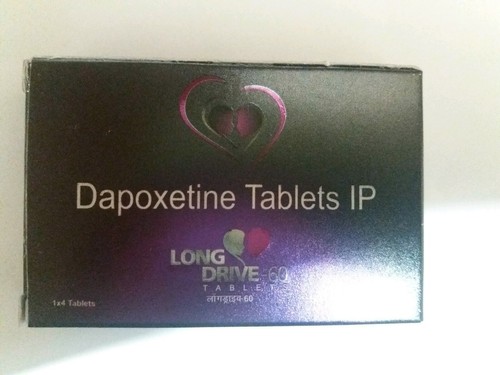 Dapoxetine Tablets IP
LONG
DRIVE-60
TABLETS
लॉंगड्राइव-60
1x4 Tablets